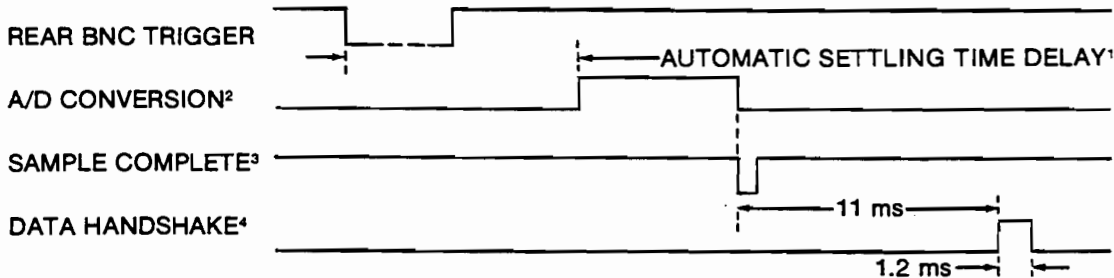 REAR BNC TRIGGER
AUTOMATIC SETTLING TIME DELAY¹
A/D CONVERSION²
SAMPLE COMPLETE³
11 ms
DATA HANDSHAKE⁴
1.2 ms